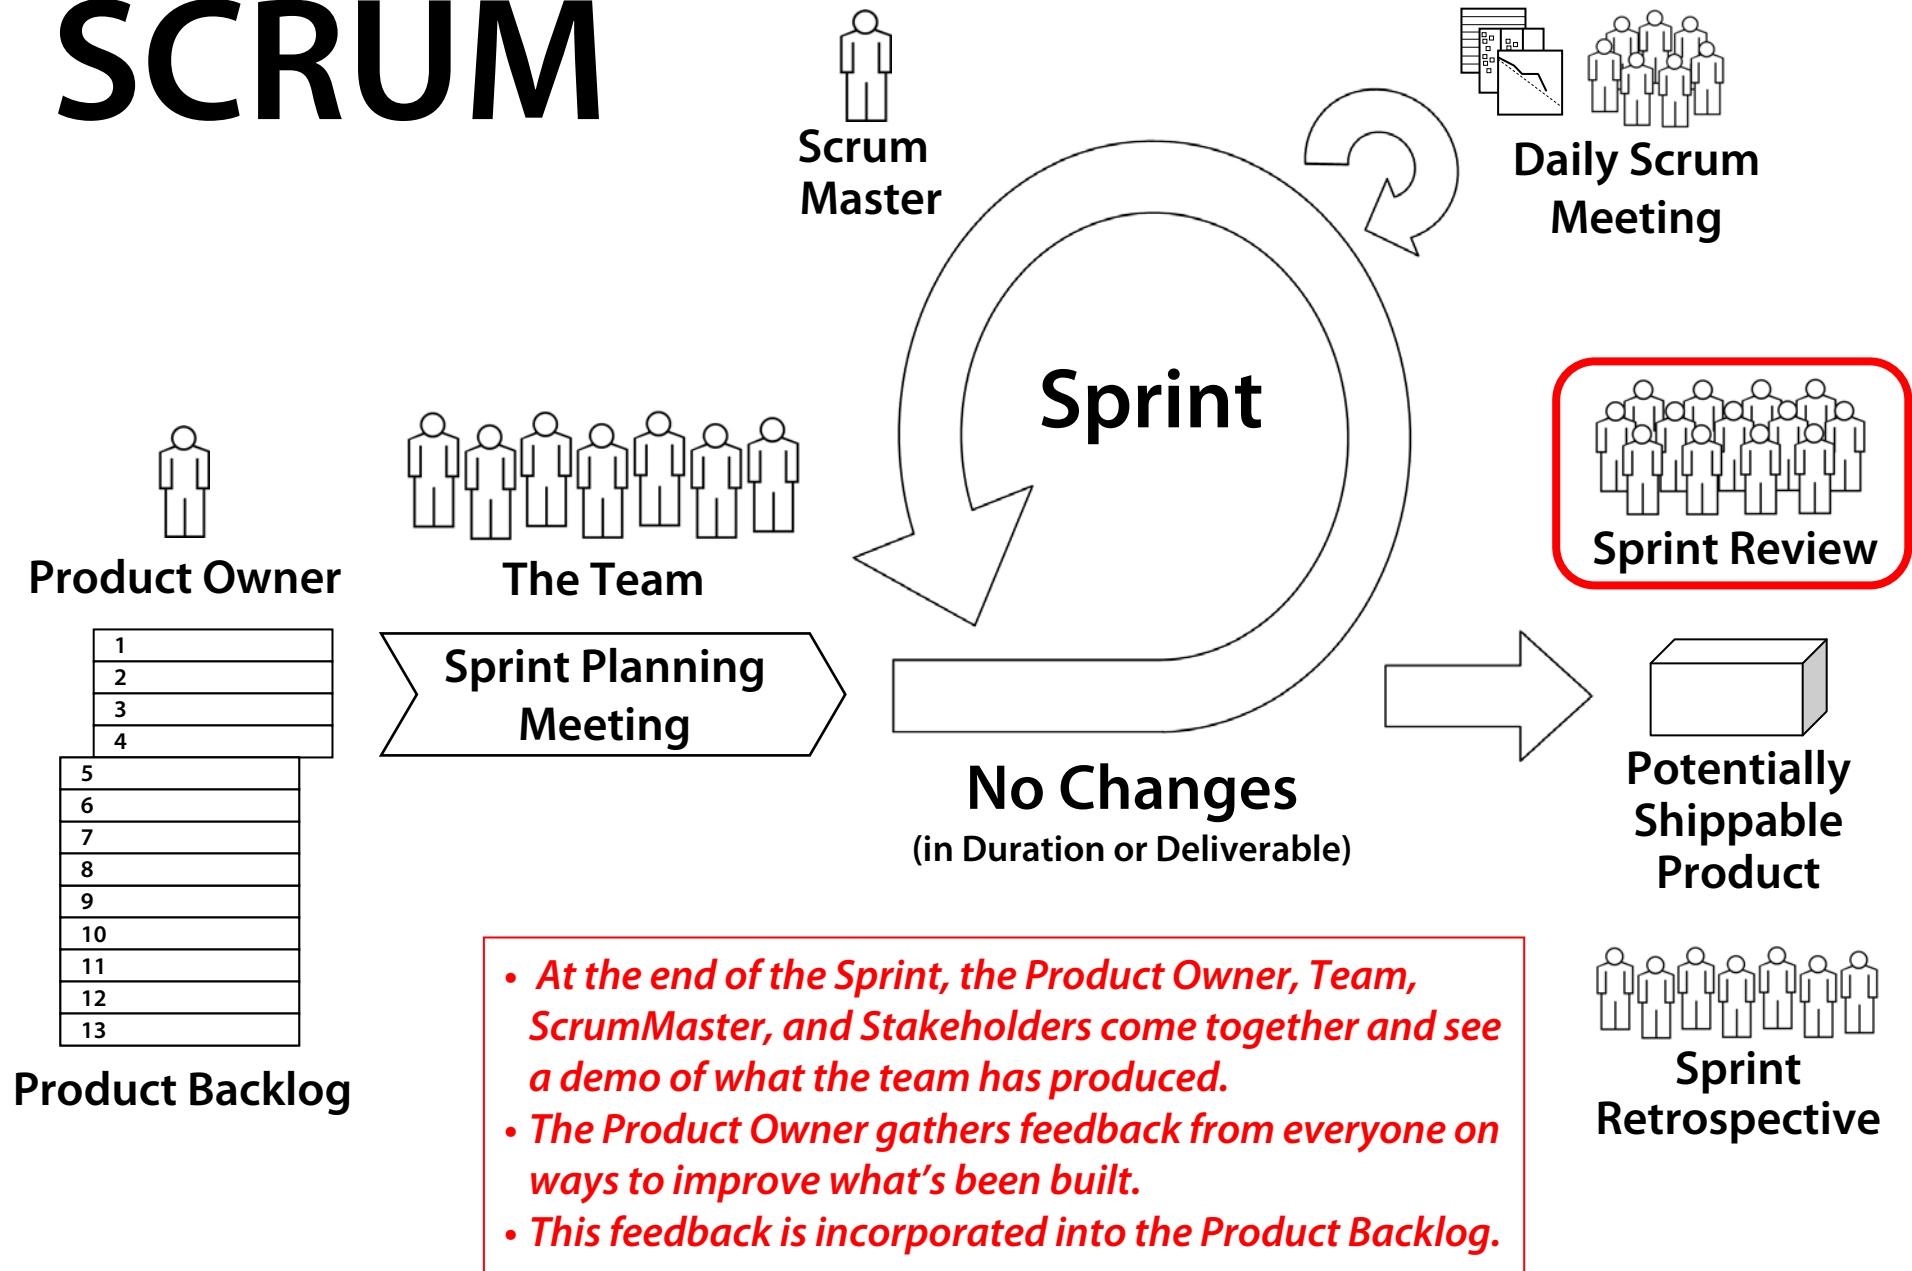 SCRUM
Scrum
Master
Daily Scrum
Meeting
Sprint
Product Owner
The Team
Sprint Review
1
2
3
4
5
6
7
8
9
10
11
12
13
Product Backlog
Sprint Planning
Meeting
No Changes
(in Duration or Deliverable)
Potentially
Shippable
Product
Sprint
Retrospective
• At the end of the Sprint, the Product Owner, Team,
ScrumMaster, and Stakeholders come together and see
a demo of what the team has produced.
• The Product Owner gathers feedback from everyone on
ways to improve what’s been built.
• This feedback is incorporated into the Product Backlog.